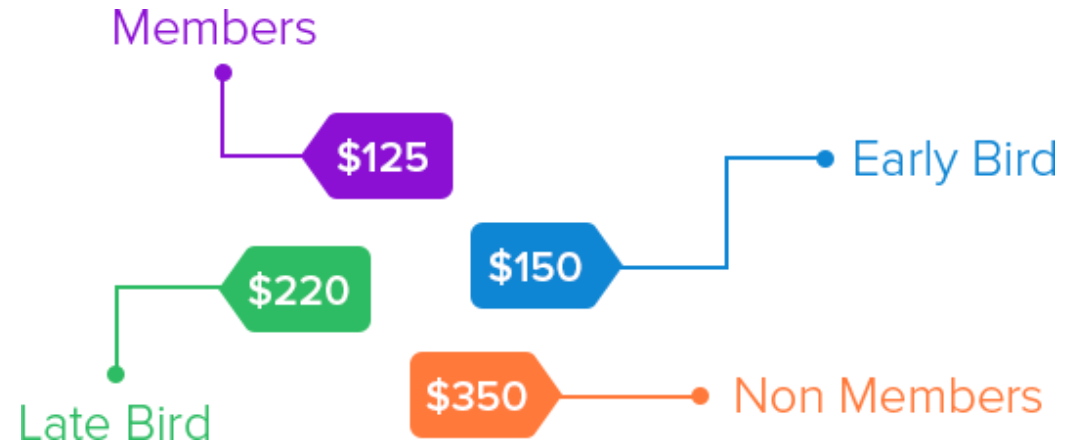 Members
$125
Early Bird
$150
$220
Late Bird
$350
Non Members